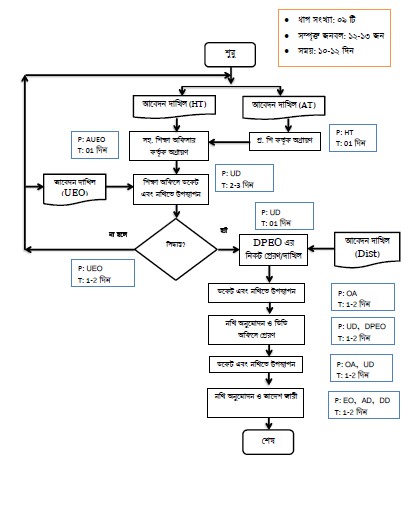 ধাপ সংখ্যা: ০৯ টি
সম্পৃক্ত জনবল: ১২-১৩ জন
সময়: ১০-১২ দিন
শুরু
আবেদন দাখিল (HT)
আবেদন দাখিল (AT)
P: AUEO
T: 01 দিন
সহ. শিক্ষা অফিসার
কর্তৃক অগ্রায়ণ
প্র. শি কর্তৃক অগ্রায়ণ
P: HT
T: 01 দিন
আবেদন দাখিল
(UEO)
শিক্ষা অফিসে ডকেট
এবং নথিতে উপস্থাপন
P: UD
T: 2-3 দিন
P: UD
T: 01 দিন
না হলে
সিদ্ধান্ত?
হ্যাঁ
DPEO এর
নিকট প্রেরণ/দাখিল
আবেদন দাখিল
(Dist)
P: UEO
T: 1-2 দিন
ডকেট এবং নথিতে উপস্থাপন
P: OA
T: 1-2 দিন
নথি অনুমোদন ও ডিডি
অফিসে প্রেরণ
P: UD, DPEO
T: 1-2 দিন
ডকেট এবং নথিতে উপস্থাপন
P: OA, UD
T: 1-2 দিন
নথি অনুমোদন ও আদেশ জারী
P: EO, AD, DD
T: 1-2 দিন
শেষ